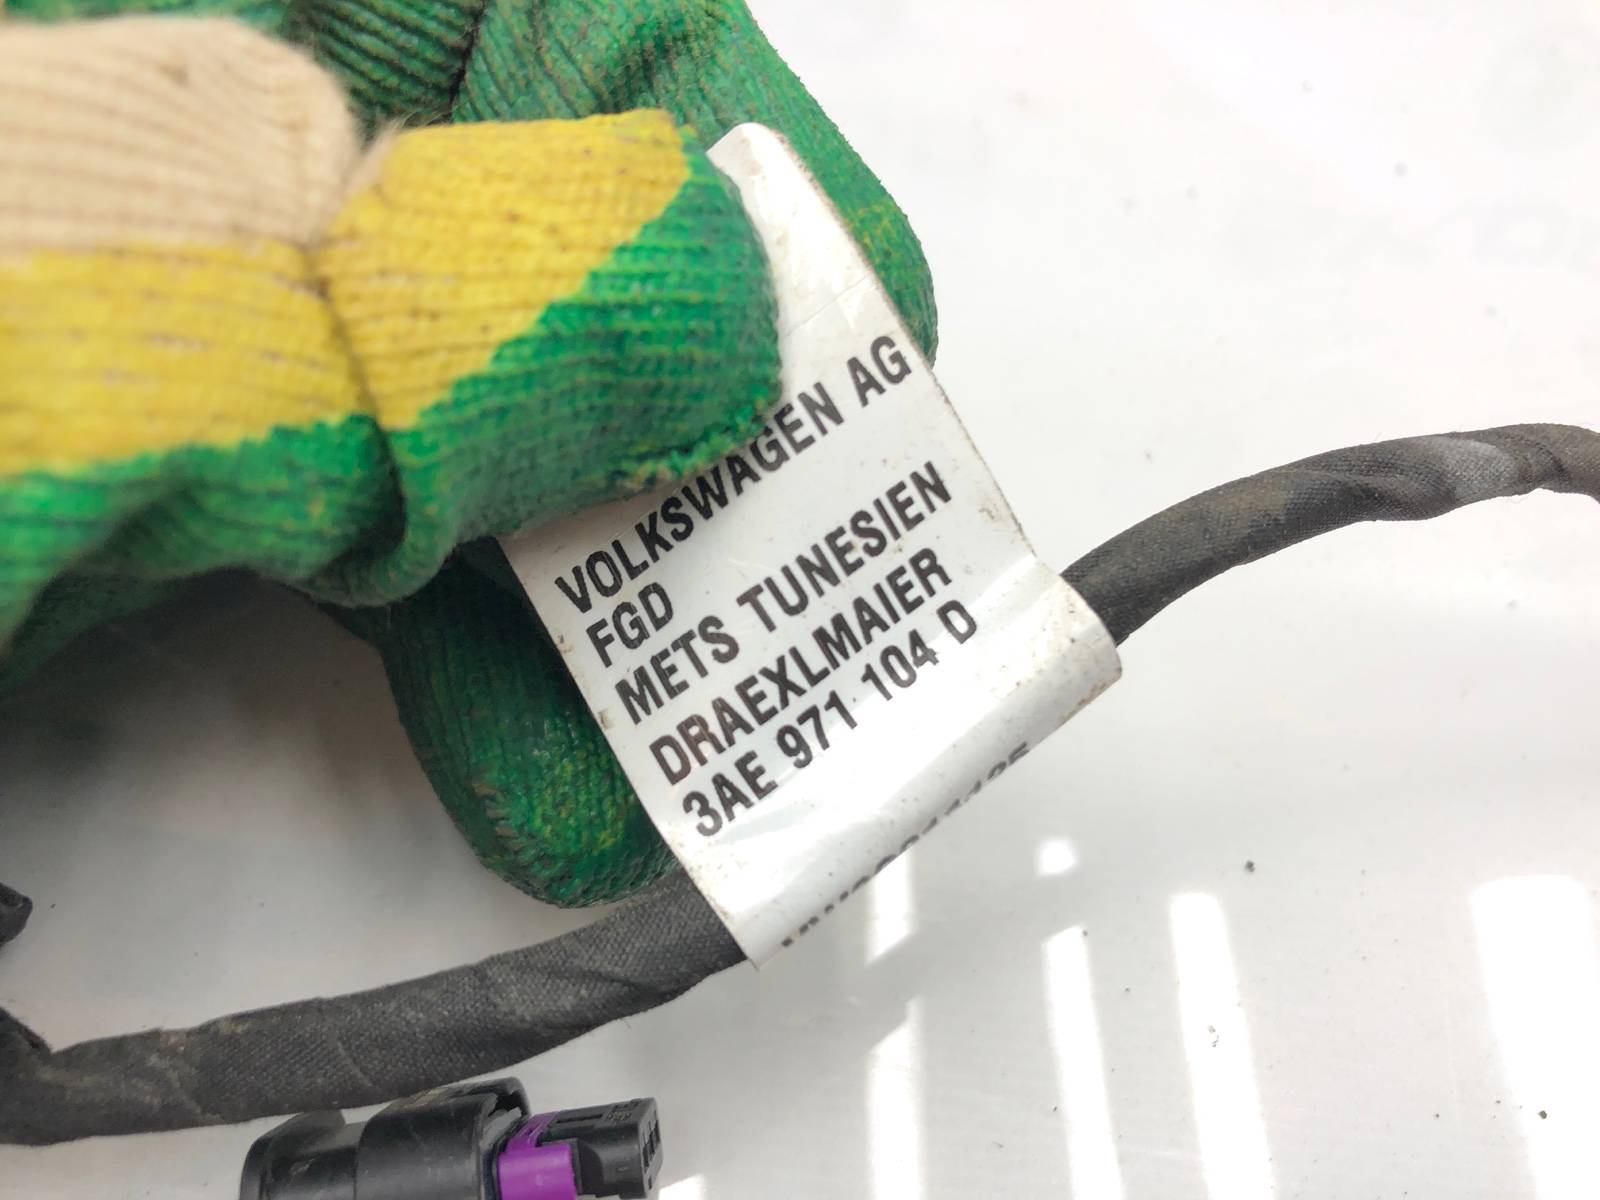 VOLKSWAGEN AG
FGD
METS TUNESIEN
DRAEXLMAIER
3AE 971 104 D